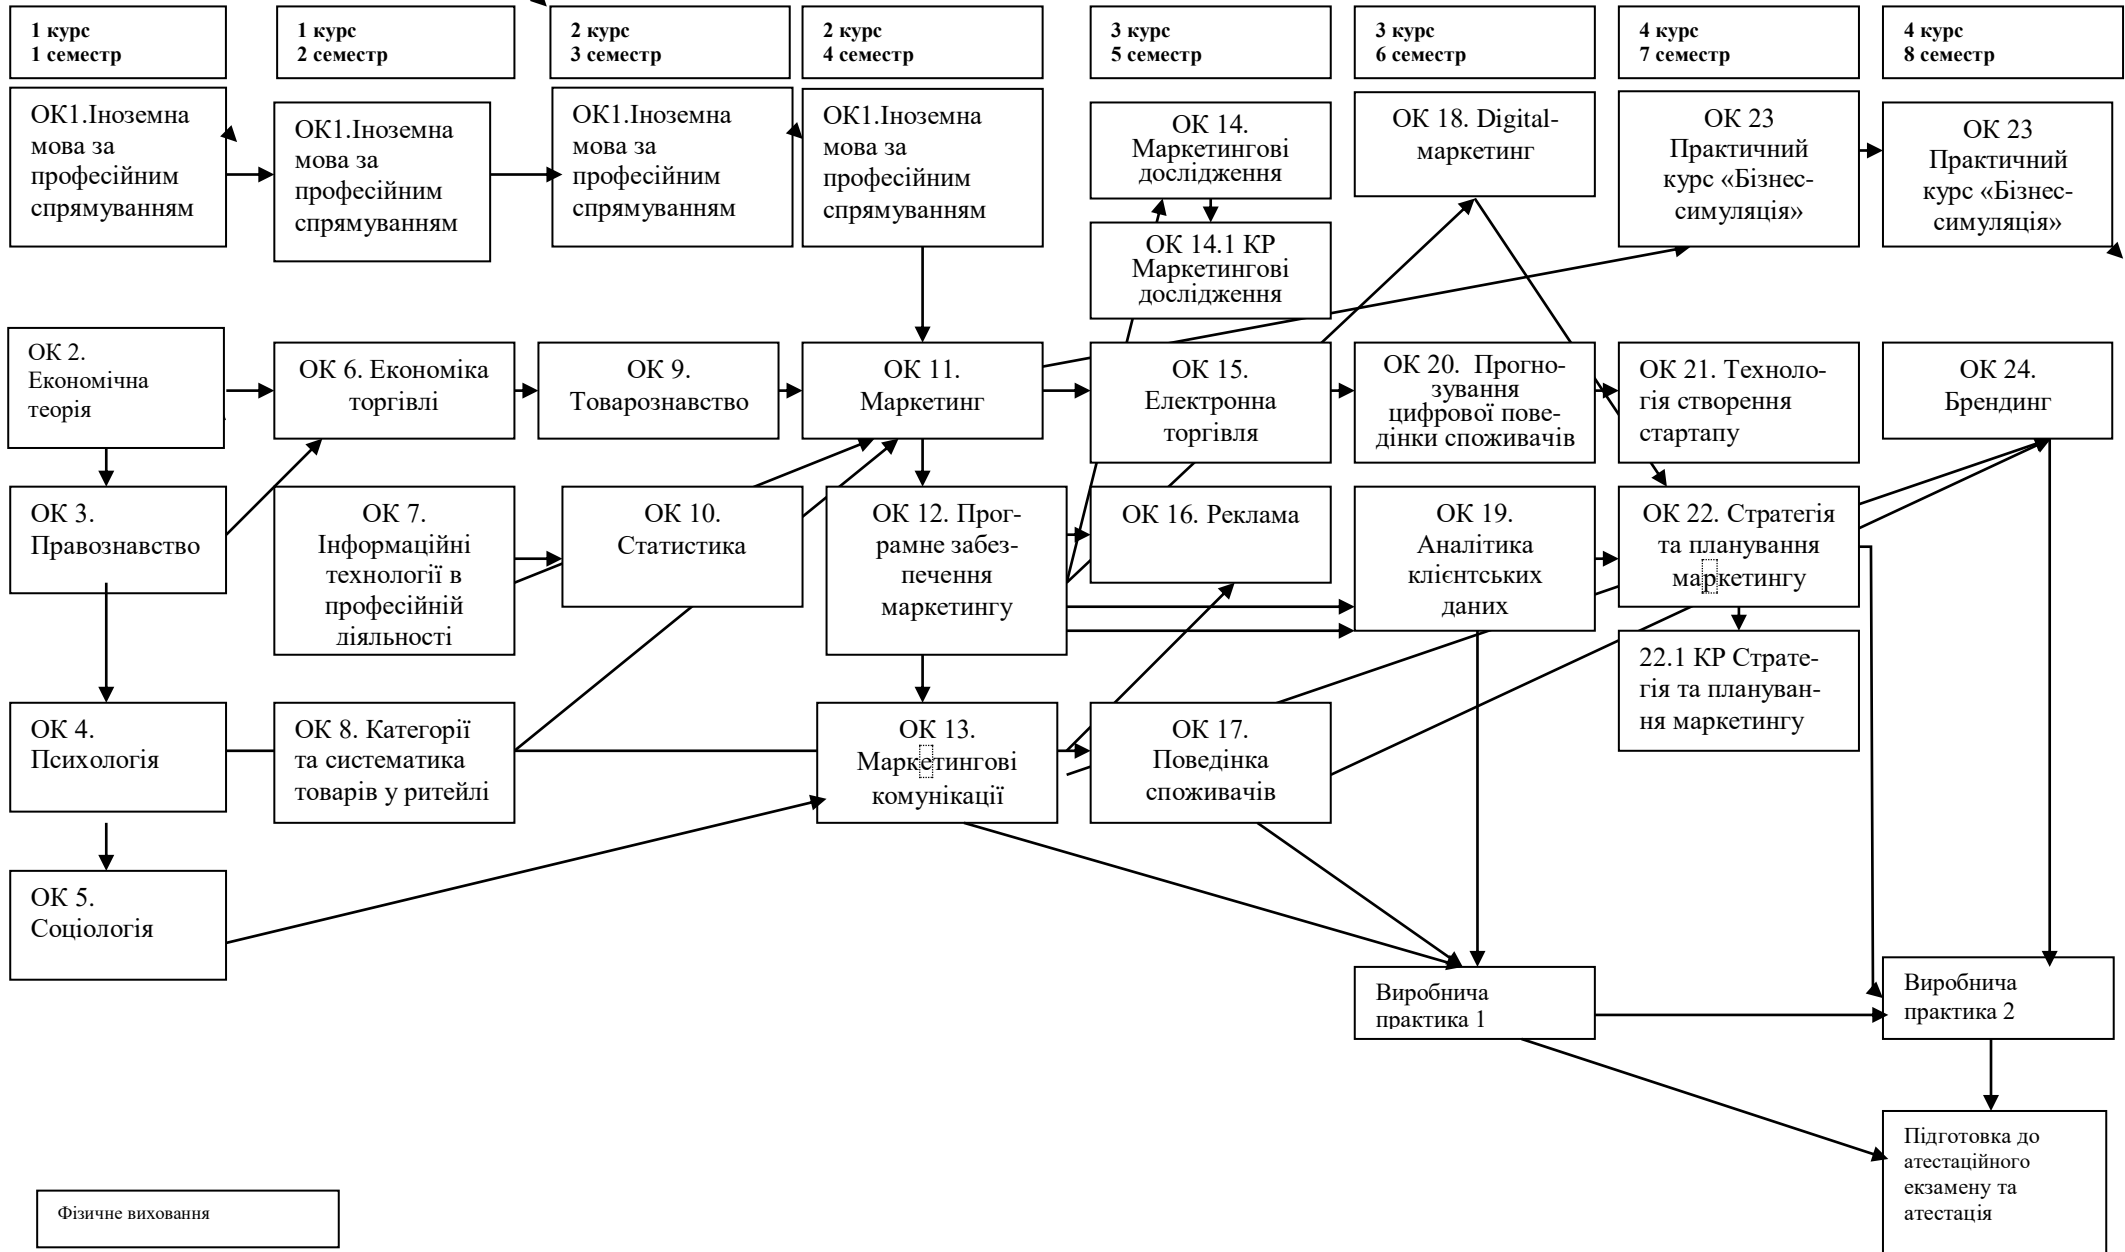 1 курс
1 семестр
1 курс
2 семестр
2 курс
3 семестр
2 курс
4 семестр
3 курс
5 семестр
3 курс
6 семестр
4 курс
7 семестр
4 курс
8 семестр
ОК1.Іноземна
мова за
професійним
спрямуванням
ОК1.Іноземна
мова за
професійним
спрямуванням
ОК1.Іноземна
мова за
професійним
спрямуванням
ОК1.Іноземна
мова за
професійним
спрямуванням
ОК 14.
Маркетингові
дослідження
ОК 14.1 КР
Маркетингові
дослідження
ОК 18. Digital-
маркетинг
ОК 23
Практичний
курс «Бізнес-
симуляція»
ОК 23
Практичний
курс «Бізнес-
симуляція»
ОК 2.
Економічна
теорія
ОК 6. Економіка
торгівлі
ОК 9.
Товарознавство
ОК 11.
Маркетинг
ОК 15.
Електронна
торгівля
ОК 20. Прогно-
зування
цифрової пове-
дінки споживачів
ОК 21. Техноло-
гія створення
стартапу
ОК 24.
Брендинг
ОК 3.
Правознавство
ОК 7.
Інформаційні
технології в
професійній
діяльності
ОК 10.
Статистика
ОК 12. Прог-
рамне забез-
печення
маркетингу
ОК 16. Реклама
ОК 19.
Аналітика
клієнтських
даних
ОК 22. Стратегія
та планування
маркетингу
22.1 КР Страте-
гія та плануван-
ня маркетингу
ОК 4.
Психологія
ОК 8. Категорії
та систематика
товарів у ритейлі
ОК 13.
Маркетингові
комунікації
ОК 17.
Поведінка
споживачів
ОК 5.
Соціологія
Виробнича
практика 1
Виробнича
практика 2
Підготовка до
атестаційного
екзамену та
атестація
Фізичне виховання